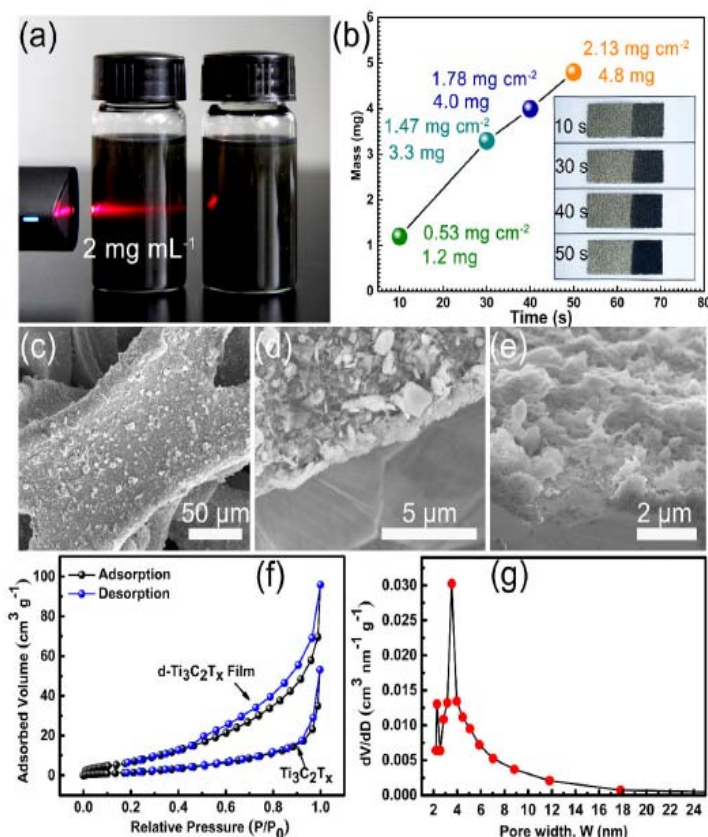 (a)
2 mg mL⁻¹
(b)
Mass (mg)
6
5
4
3
2
1
0
2.13 mg cm⁻²
4.8 mg
1.78 mg cm⁻²
4.0 mg
1.47 mg cm⁻²
3.3 mg
0.53 mg cm⁻²
1.2 mg
10 s
30 s
40 s
50 s
10 20 30 40 50 60 70 80
Time (s)
(c)
50 µm
(d)
5 µm
(e)
2 µm
(f)
Adsorption
Desorption
Adsorbed Volume (cm³ g⁻¹)
100
80
60
40
20
0
d-Ti₃C₂Tₓ Film
Ti₃C₂Tₓ
0.0 0.2 0.4 0.6 0.8 1.0
Relative Pressure (P/P₀)
(g)
dV/dD (cm³ nm⁻¹ g⁻¹)
0.030
0.025
0.020
0.015
0.010
0.005
0.000
2 4 6 8 10 12 14 16 18 20 22 24
Pore width, W (nm)